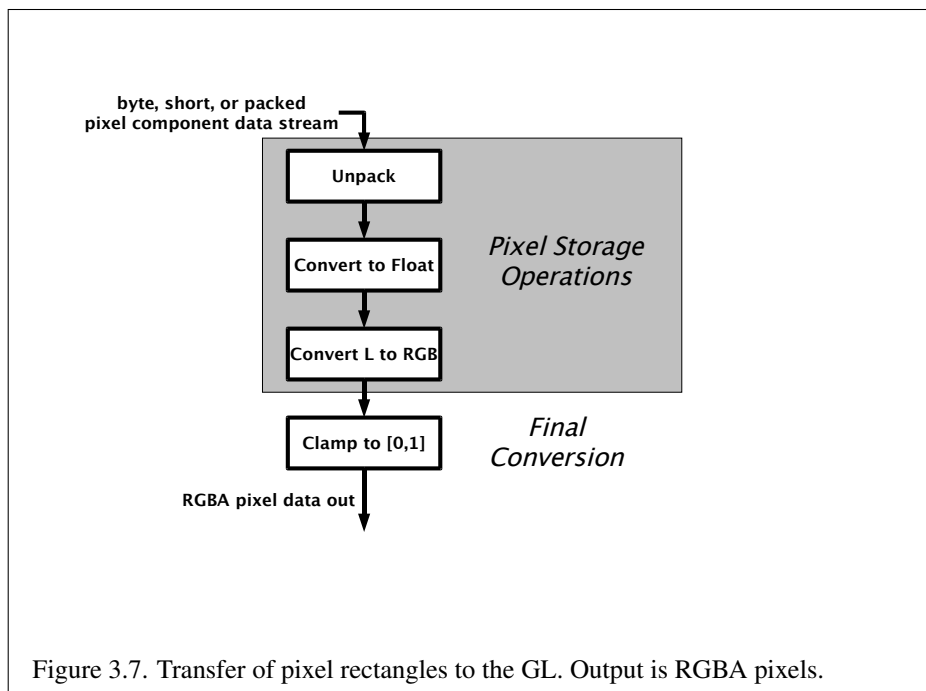 byte, short, or packed
pixel component data stream
Unpack
Convert to Float
Pixel Storage
Operations
Convert L to RGB
Clamp to [0,1]
Final
Conversion
RGBA pixel data out
Figure 3.7. Transfer of pixel rectangles to the GL. Output is RGBA pixels.